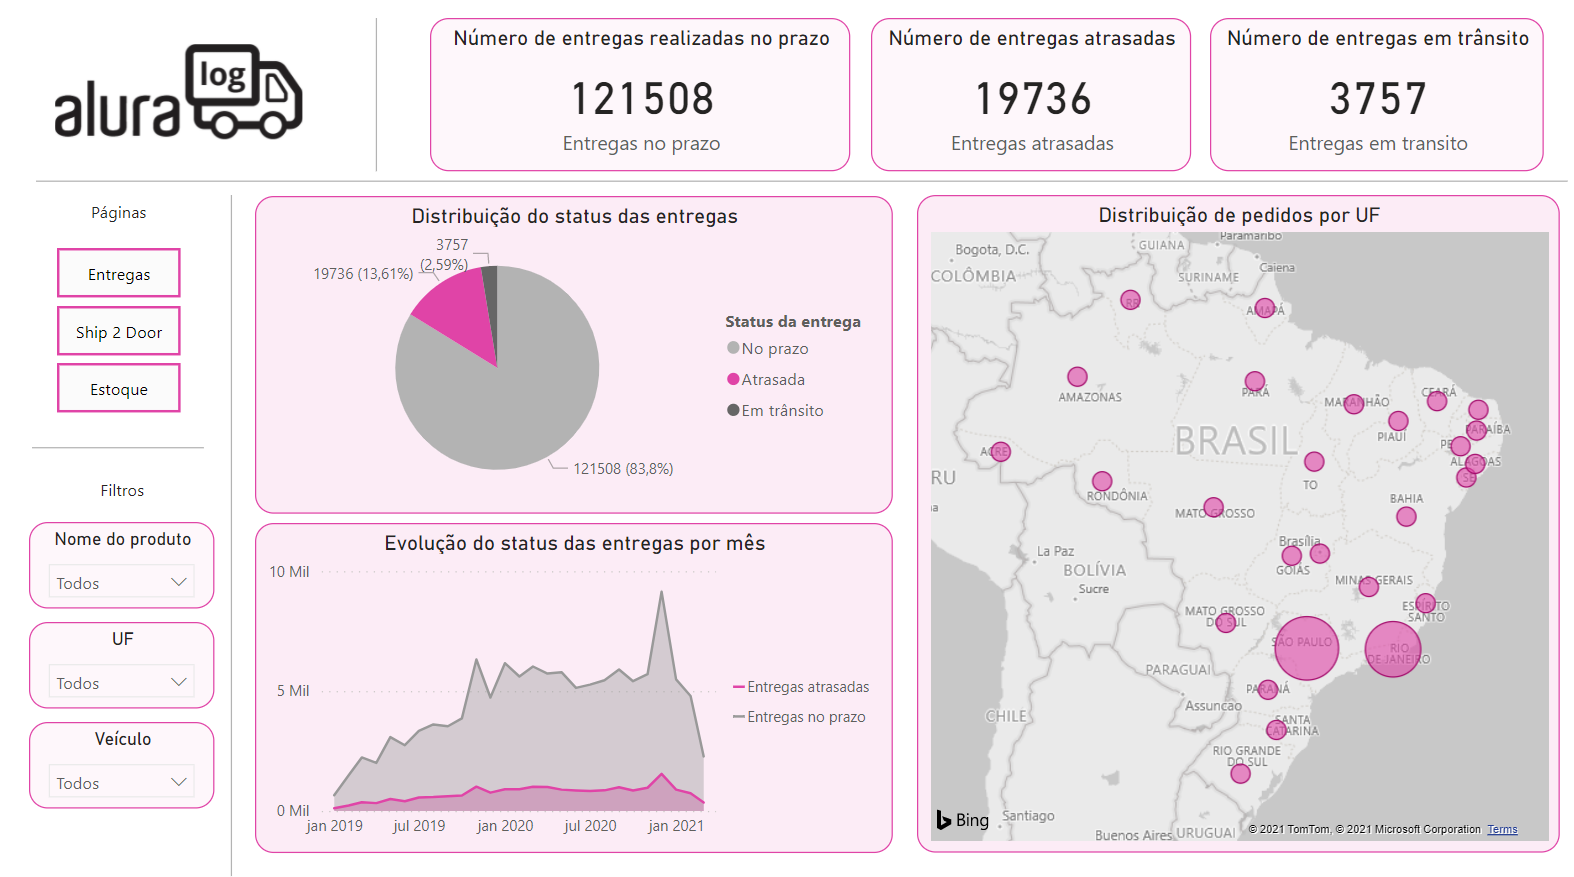 alura
log
Número de entregas realizadas no prazo
121508
Entregas no prazo
Número de entregas atrasadas
19736
Entregas atrasadas
Número de entregas em trânsito
3757
Entregas em transito
Páginas
Entregas
Ship 2 Door
Estoque
Filtros
Nome do produto
Todos
UF
Todos
Veículo
Todos
Distribuição do status das entregas
3757
(2,59%)
19736 (13,61%)
121508 (83,8%)
Status da entrega
No prazo
Atrasada
Em trânsito
Evolução do status das entregas por mês
10 Mil
5 Mil
0 Mil
jan 2019
jul 2019
jan 2020
jul 2020
jan 2021
Entregas atrasadas
Entregas no prazo
Distribuição de pedidos por UF
Paramaribo
Bogota, D.C.
GUIANA
Caiena
COLÔMBIA
SURINAME
RR
AMAPÁ
AMAZONAS
PARÁ
MARANHÃO
CEARÁ
PIAUÍ
PARAÍBA
BRASIL
PE
ALAGOAS
ACRE
SE
RU
RONDÔNIA
TO
BAHIA
MATO GROSSO
Brasília
La Paz
GOIÁS
BOLÍVIA
MINAS GERAIS
Sucre
ESPÍRITO
SANTO
MATO GROSSO
DO SUL
SÃO PAULO
RIO
DE JANEIRO
PARAGUAI
PARANÁ
Assuncao
CHILE
SANTA
CATARINA
RIO GRANDE
DO SUL
Santiago
Buenos Aires
URUGUAI
Bing
© 2021 TomTom, © 2021 Microsoft Corporation Terms